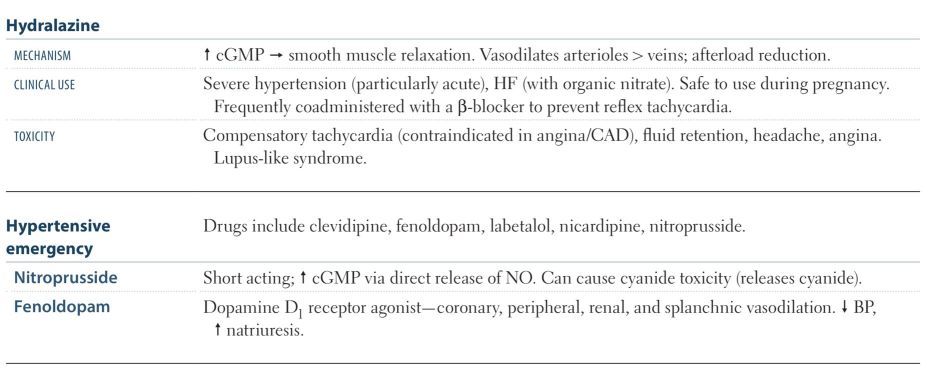 Hydralazine
MECHANISM ↑ cGMP → smooth muscle relaxation. Vasodilates arterioles > veins; afterload reduction.
CLINICAL USE Severe hypertension (particularly acute), HF (with organic nitrate). Safe to use during pregnancy.
Frequently coadministered with a β-blocker to prevent reflex tachycardia.
TOXICITY Compensatory tachycardia (contraindicated in angina/CAD), fluid retention, headache, angina.
Lupus-like syndrome.
Hypertensive Drugs include clevidipine, fenoldopam, labetalol, nicardipine, nitroprusside.
emergency
Nitroprusside Short acting; ↑ cGMP via direct release of NO. Can cause cyanide toxicity (releases cyanide).
Fenoldopam Dopamine D₁ receptor agonist—coronary, peripheral, renal, and splanchnic vasodilation. ↓ BP,
↑ natriuresis.